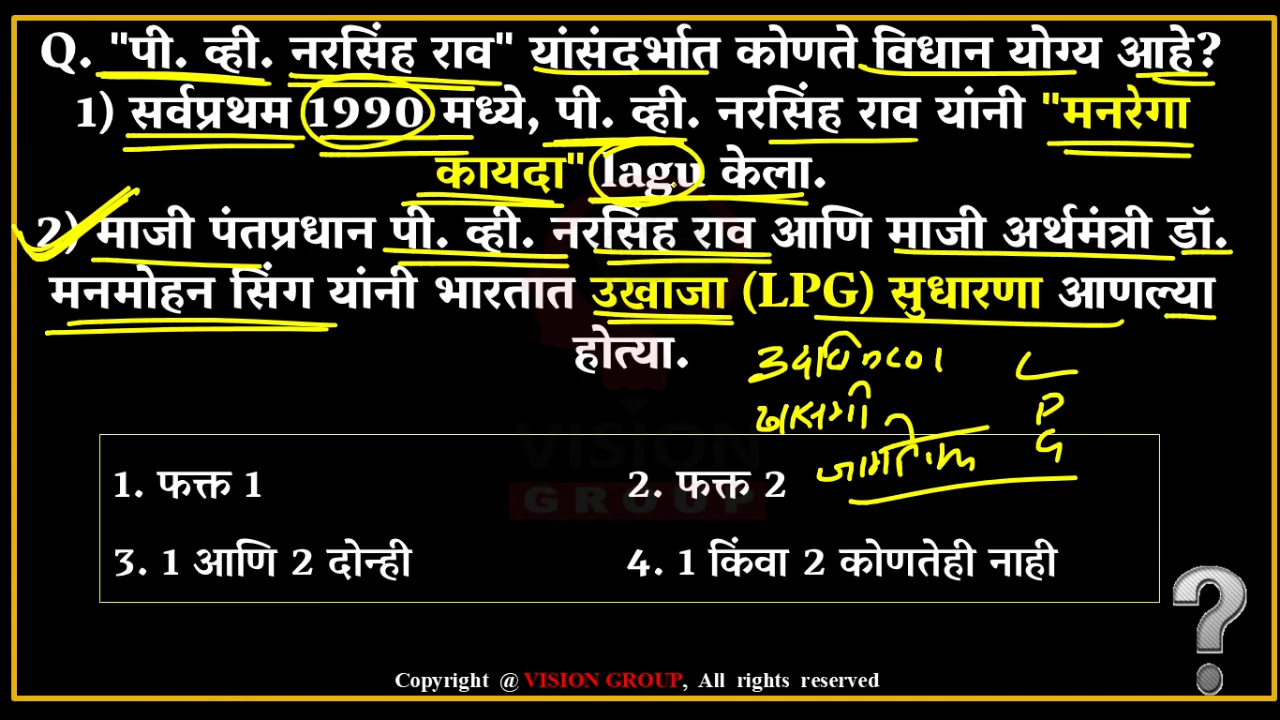 Q. "पी. व्ही. नरसिंह राव" यांसंदर्भात कोणते विधान योग्य आहे?
1) सर्वप्रथम 1990 मध्ये, पी. व्ही. नरसिंह राव यांनी "मनरेगा
कायदा" lagu केला.
2) माजी पंतप्रधान पी. व्ही. नरसिंह राव आणि माजी अर्थमंत्री डॉ.
मनमोहन सिंग यांनी भारतात उखाजा (LPG) सुधारणा आणल्या
होत्या.
L
P
G
VISION
GROUP
1. फक्त 1
2. फक्त 2
3. 1 आणि 2 दोन्ही
4. 1 किंवा 2 कोणतेही नाही
?
Copyright @ VISION GROUP, All rights reserved